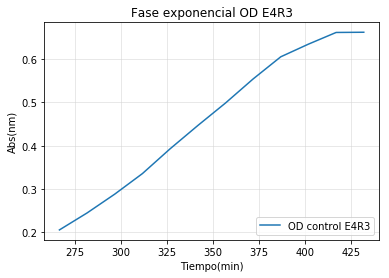 Fase exponencial OD E4R3
Abs(nm)
0.6
0.5
0.4
0.3
0.2
OD control E4R3
275 300 325 350 375 400 425
Tiempo(min)